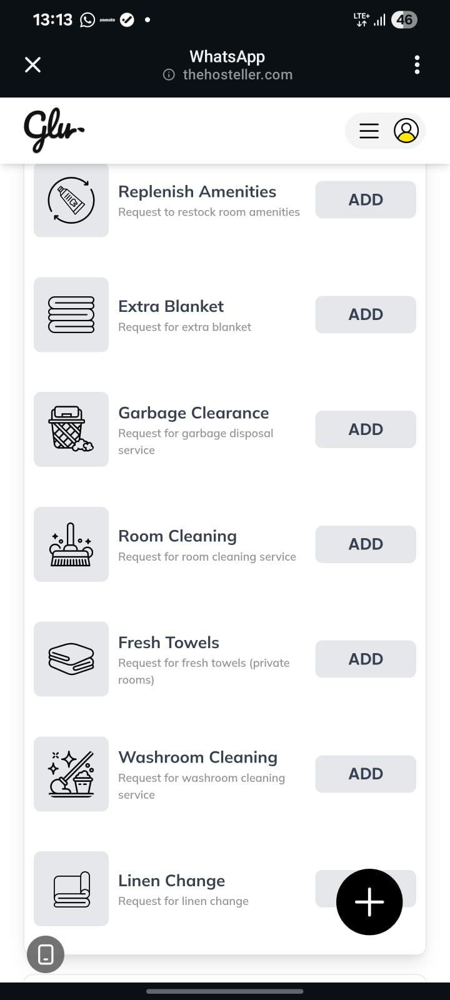 13:13
zomato
LTE+
46
WhatsApp
thehosteller.com
Glu
Replenish Amenities
Request to restock room amenities
ADD
Extra Blanket
Request for extra blanket
ADD
Garbage Clearance
Request for garbage disposal
service
ADD
Room Cleaning
Request for room cleaning service
ADD
Fresh Towels
Request for fresh towels (private
rooms)
ADD
Washroom Cleaning
Request for washroom cleaning
service
ADD
Linen Change
Request for linen change